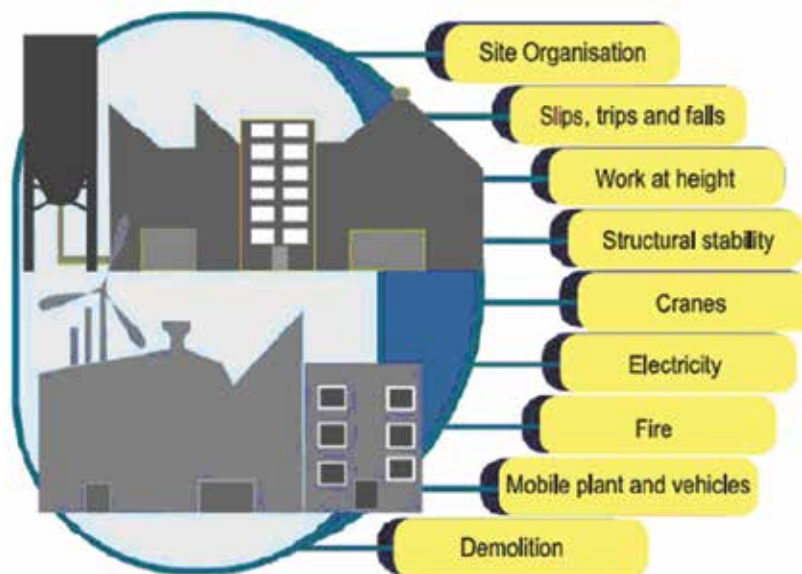 Site Organisation
Slips, trips and falls
Work at height
Structural stability
Cranes
Electricity
Fire
Mobile plant and vehicles
Demolition